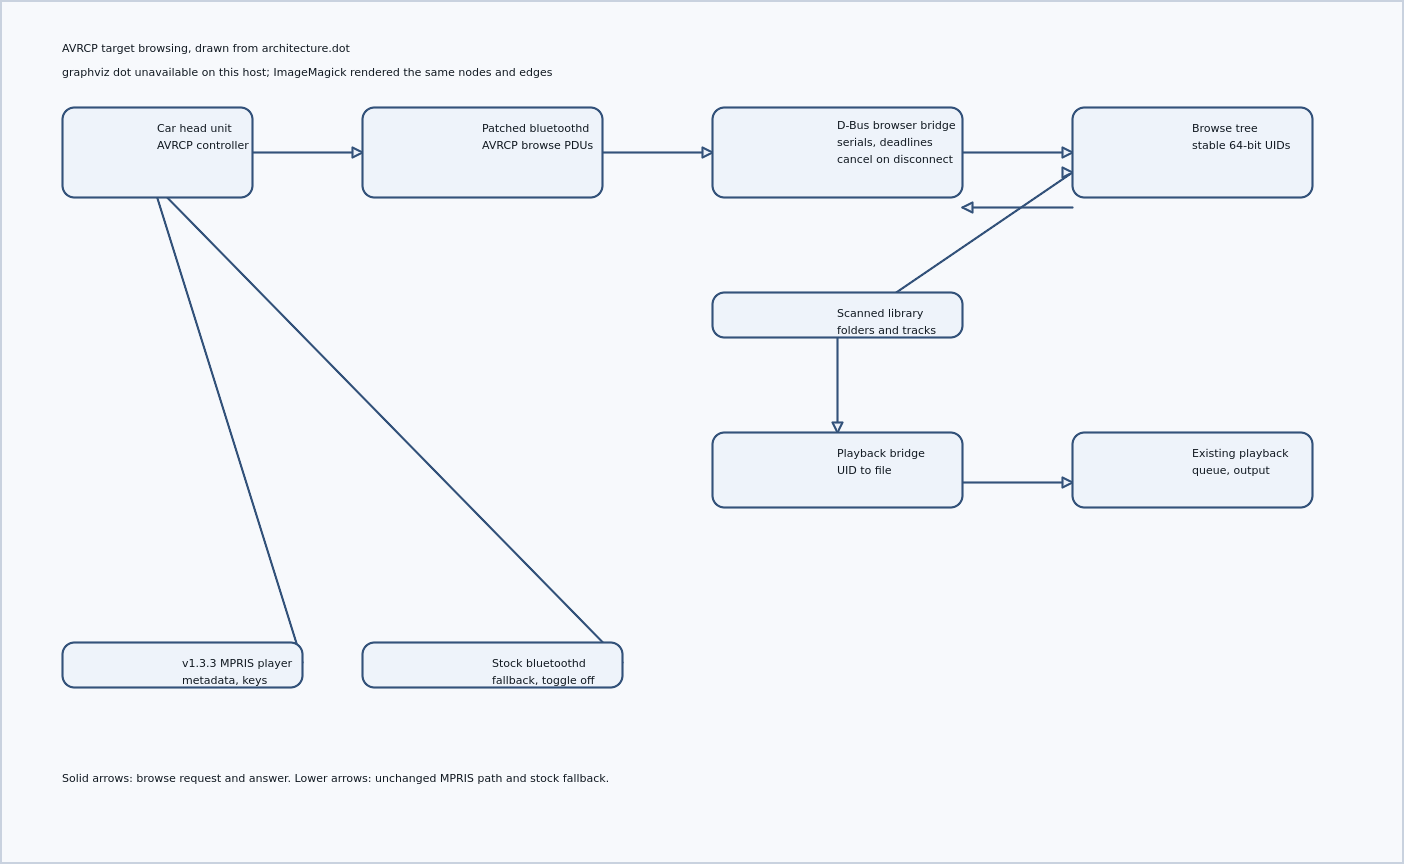 AVRCP target browsing, drawn from architecture.dot
graphviz dot unavailable on this host; ImageMagick rendered the same nodes and edges
Car head unit
AVRCP controller
Patched bluetoothd
AVRCP browse PDUs
D-Bus browser bridge
serials, deadlines
cancel on disconnect
Browse tree
stable 64-bit UIDs
Scanned library
folders and tracks
Playback bridge
UID to file
Existing playback
queue, output
v1.3.3 MPRIS player
metadata, keys
Stock bluetoothd
fallback, toggle off
Solid arrows: browse request and answer. Lower arrows: unchanged MPRIS path and stock fallback.